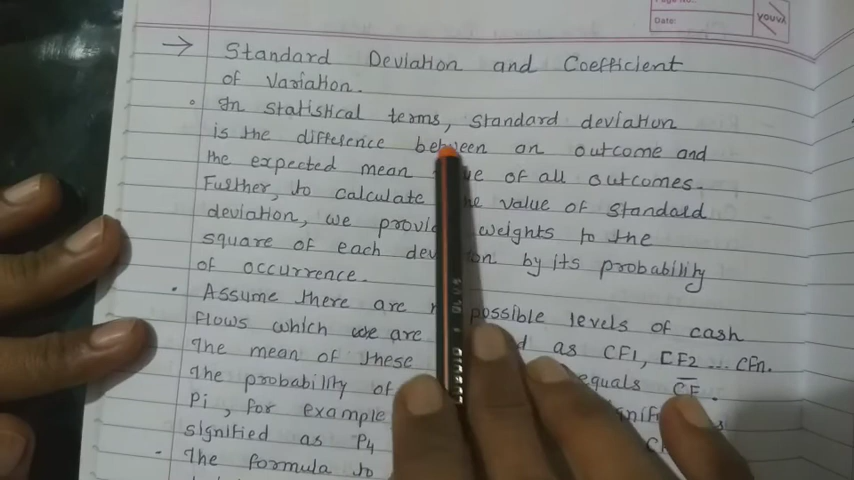 Page No:
Date:
YOUVA
→ Standard Deviation and Coefficient
of Variation.
In statistical terms, standard deviation
is the difference between an outcome and
the expected mean of all outcomes.
Further, to calculate value of standard
deviation, we weights to the
square of each by its probability
of occurrence.
Assume there are possible levels of cash
flows which we are as CF1, CF2 ... CFn.
The mean of these equals C̅F̅.
The probability of
Pi, for example
signified as P4
The formula to